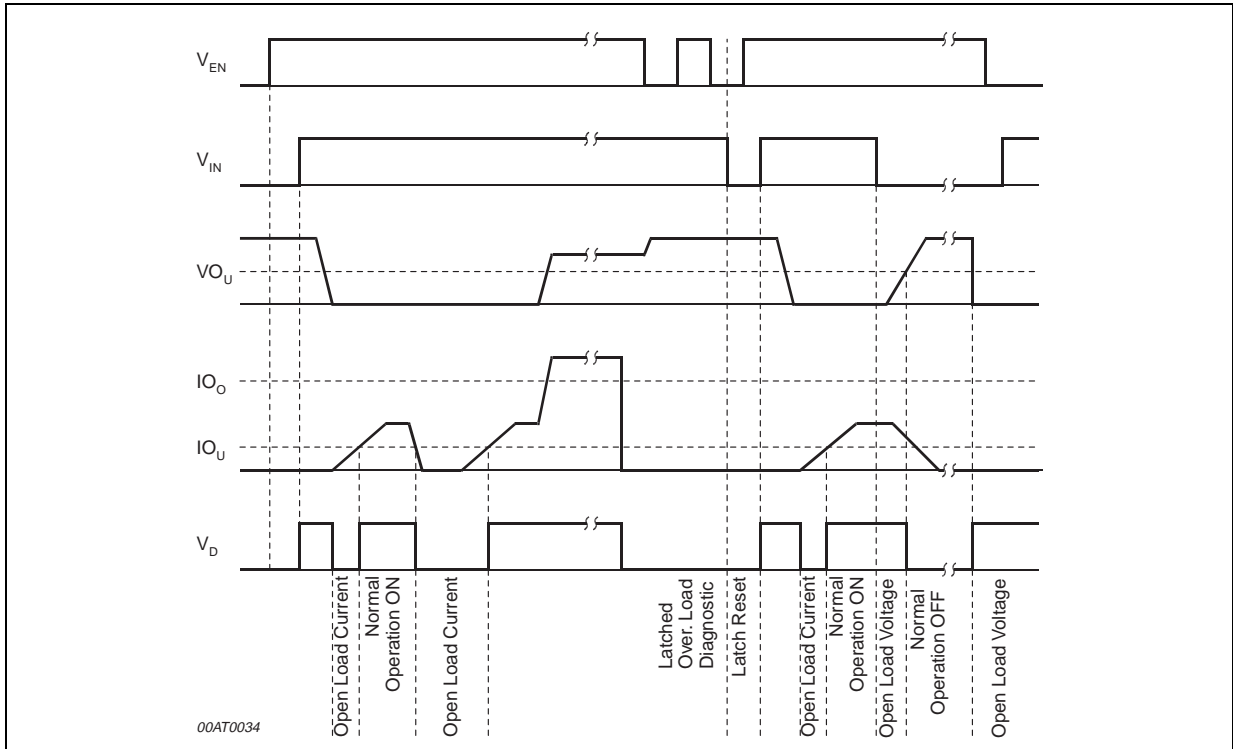 V_EN
V_IN
VO_U
IO_O
IO_U
V_D
Open Load Current
Normal
Operation ON
Open Load Current
Latched
Over. Load
Diagnostic
Latch Reset
Open Load Current
Normal
Operation ON
Open Load Voltage
Normal
Operation OFF
Open Load Voltage
00AT0034